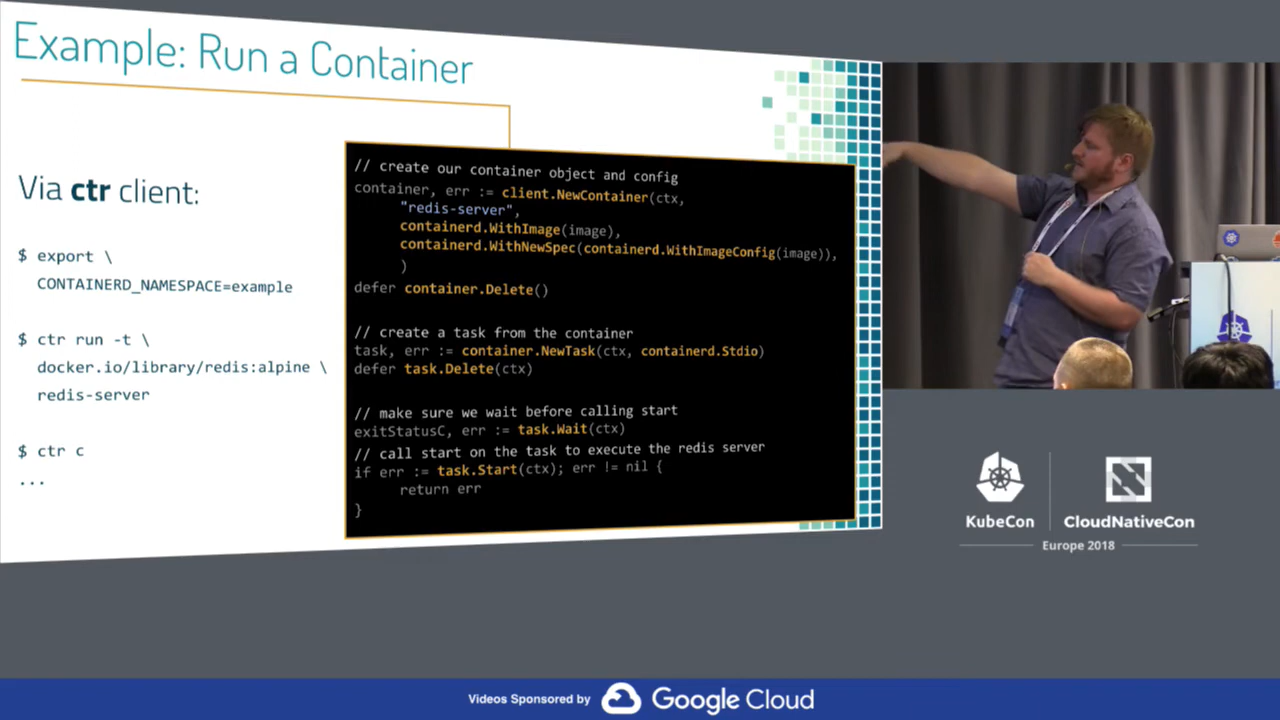 Example: Run a Container
Via ctr client:
$ export \
CONTAINERD_NAMESPACE=example
$ ctr run -t \
docker.io/library/redis:alpine \
redis-server
$ ctr c
...
// create our container object and config
container, err := client.NewContainer(ctx,
"redis-server",
containerd.WithImage(image),
containerd.WithNewSpec(containerd.WithImageConfig(image)),
)
defer container.Delete()
// create a task from the container
task, err := container.NewTask(ctx, containerd.Stdio)
defer task.Delete(ctx)
// make sure we wait before calling start
exitStatusC, err := task.Wait(ctx)
// call start on the task to execute the redis server
if err := task.Start(ctx); err != nil {
return err
}
KubeCon
CloudNativeCon
Europe 2018
Videos Sponsored by
Google Cloud